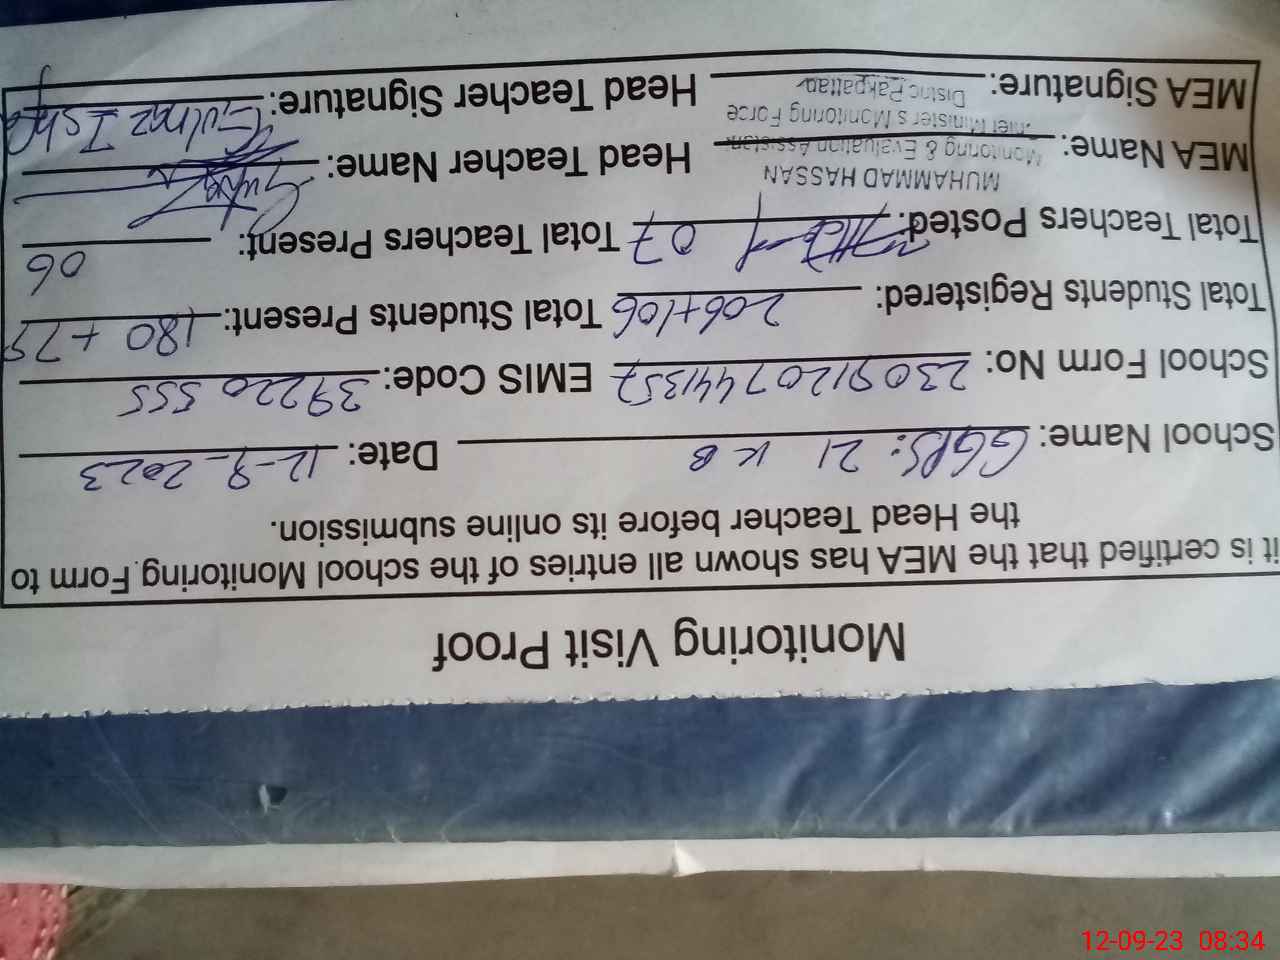 Monitoring Visit Proof
it is certified that the MEA has shown all entries of the school Monitoring Form to
the Head Teacher before its online submission.
School Name: GGPS: 21 KB Date: 12-9-2023
School Form No: 23091207441357 EMIS Code: 39220555
Total Students Registered: 206+106 Total Students Present: 180 + 79
Total Teachers Posted: 07 Total Teachers Present: 06
MUHAMMAD HASSAN
MEA Name: Monitoring & Evaluation Assistant Head Teacher Name:
Chief Minister's Monitoring Force
MEA Signature: District Pakpattan Head Teacher Signature: Gulnaz Ishfaq
12-09-23 08:34